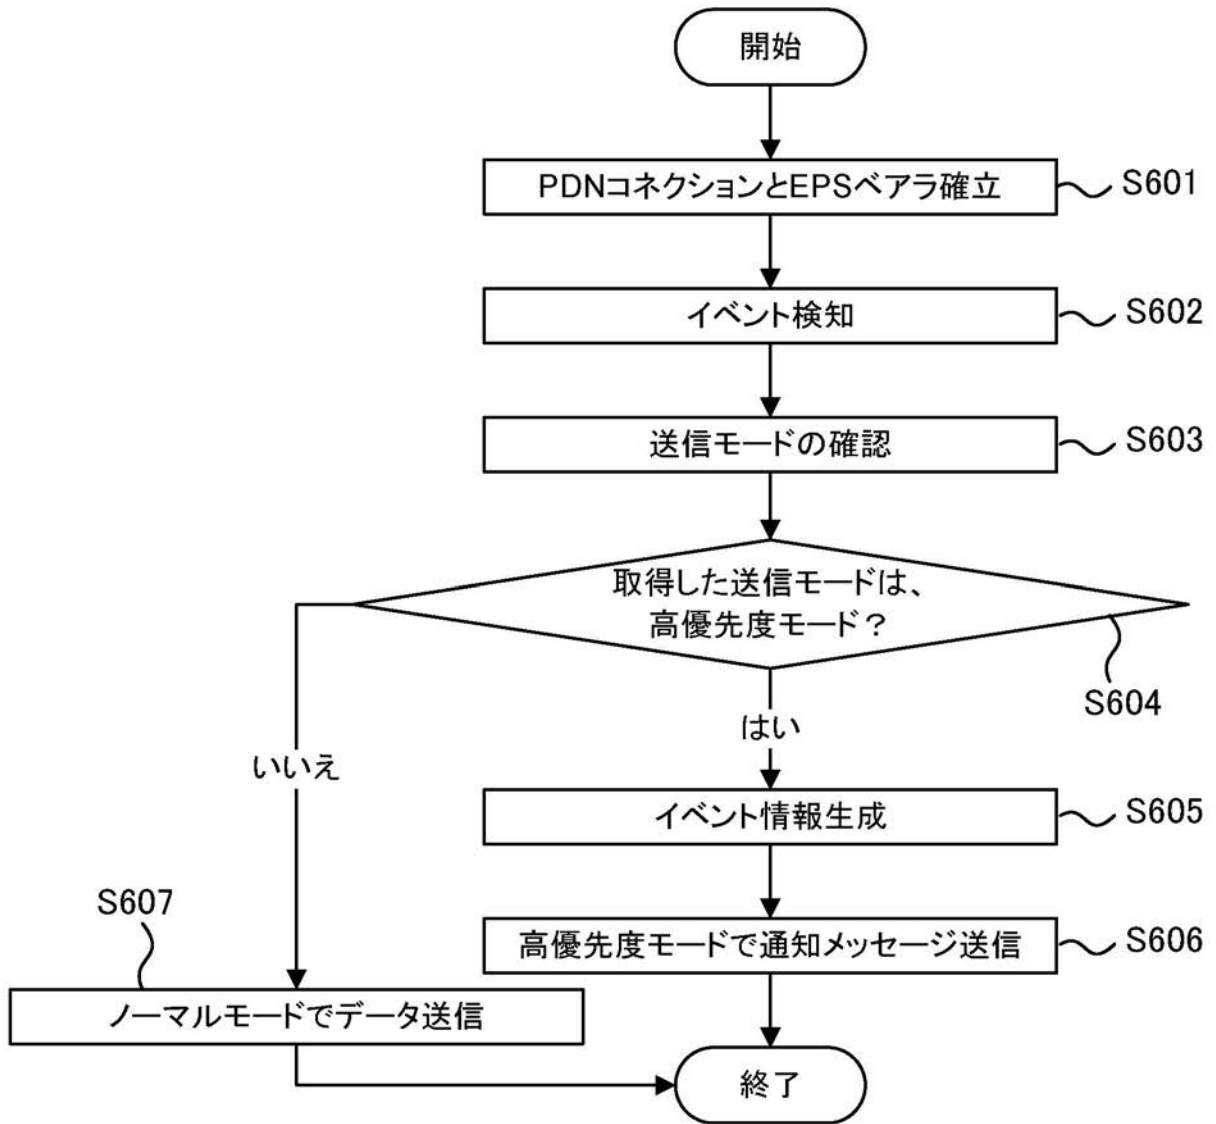 開始
PDNコネクションとEPSベアラ確立
S601
イベント検知
S602
送信モードの確認
S603
取得した送信モードは、
高優先度モード？
S604
はい
いいえ
イベント情報生成
S605
S607
高優先度モードで通知メッセージ送信
S606
ノーマルモードでデータ送信
終了